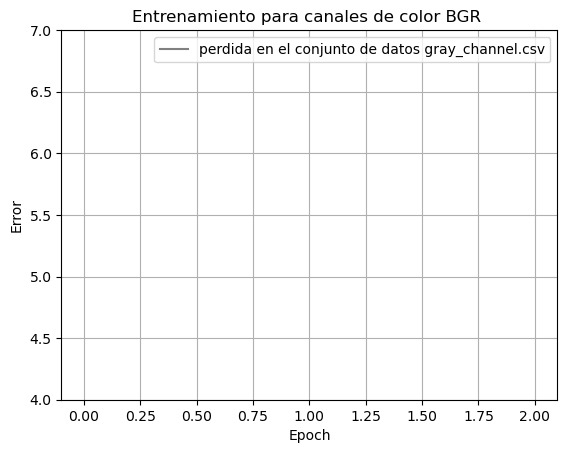 Entrenamiento para canales de color BGR
perdida en el conjunto de datos gray_channel.csv
7.0
6.5
6.0
5.5
5.0
4.5
4.0
Error
0.00 0.25 0.50 0.75 1.00 1.25 1.50 1.75 2.00
Epoch